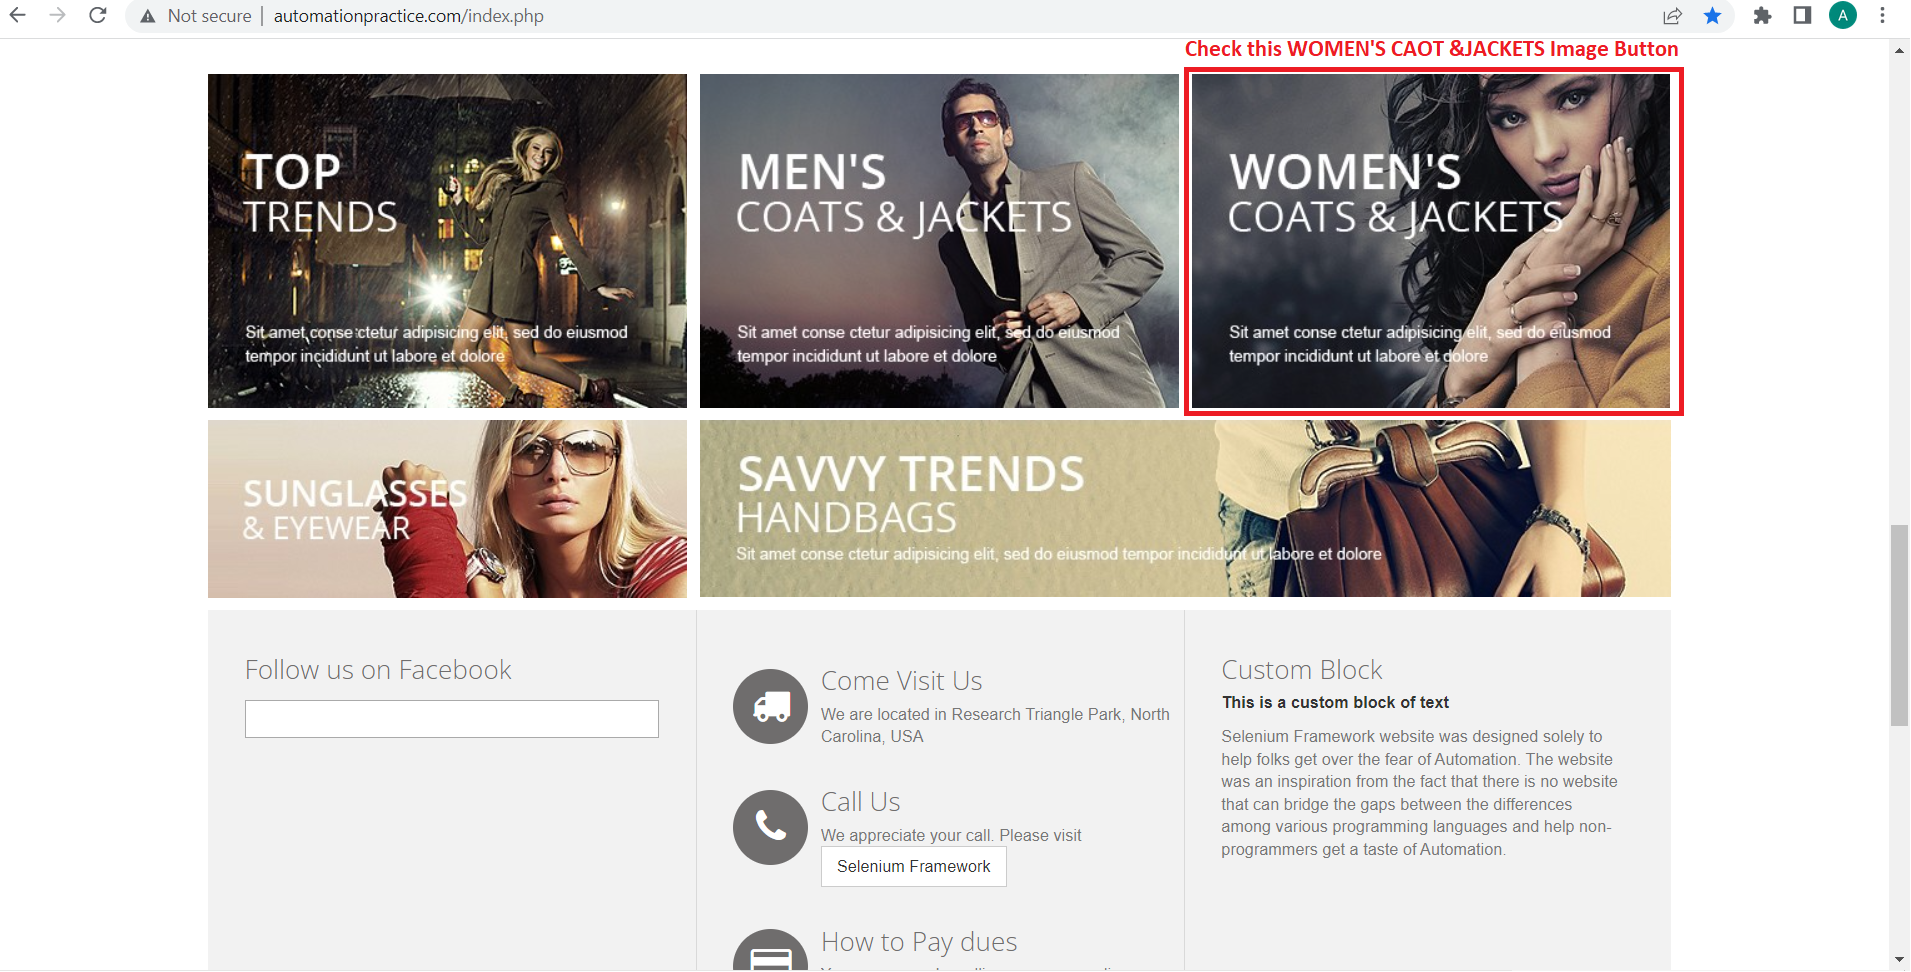 Not secure | automationpractice.com/index.php
A
Check this WOMEN'S CAOT &JACKETS Image Button
TOP
TRENDS
Sit amet conse ctetur adipisicing elit, sed do eiusmod
tempor incididunt ut labore et dolore
MEN'S
COATS & JACKETS
Sit amet conse ctetur adipisicing elit, sed do eiusmod
tempor incididunt ut labore et dolore
WOMEN'S
COATS & JACKETS
Sit amet conse ctetur adipisicing elit, sed do eiusmod
tempor incididunt ut labore et dolore
SUNGLASSES
& EYEWEAR
SAVVY TRENDS
HANDBAGS
Sit amet conse ctetur adipisicing elit, sed do eiusmod tempor incididunt ut labore et dolore
Follow us on Facebook
Come Visit Us
We are located in Research Triangle Park, North
Carolina, USA
Call Us
We appreciate your call. Please visit
Selenium Framework
How to Pay dues
Custom Block
This is a custom block of text
Selenium Framework website was designed solely to
help folks get over the fear of Automation. The website
was an inspiration from the fact that there is no website
that can bridge the gaps between the differences
among various programming languages and help non-
programmers get a taste of Automation.